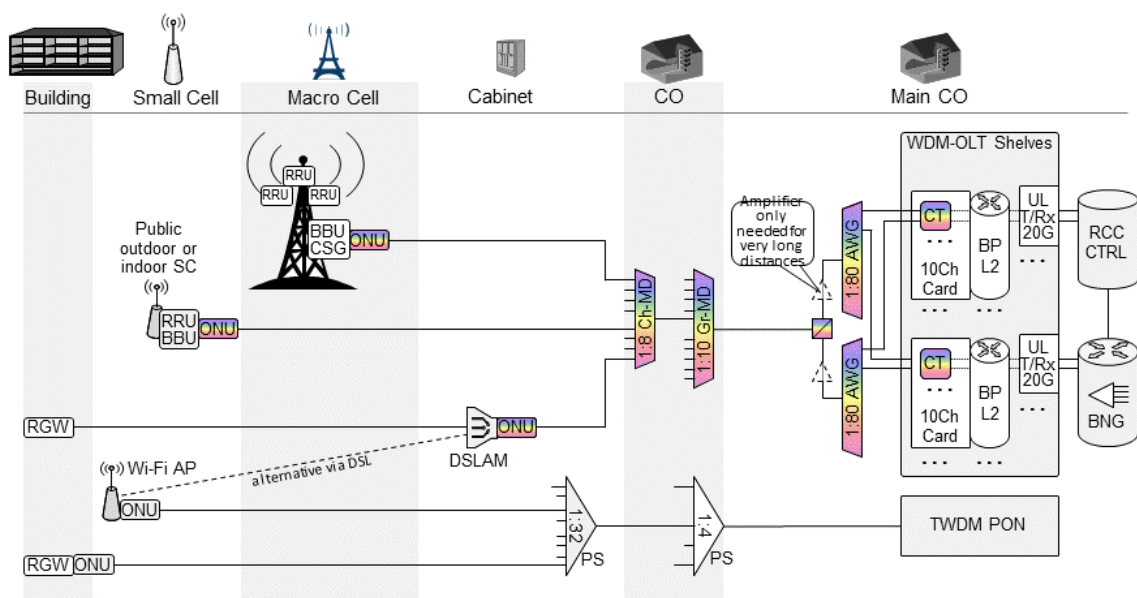 Building
Small Cell
Macro Cell
Cabinet
CO
Main CO
WDM-OLT Shelves
RRU
RRU
RRU
BBU
CSG
ONU
Public
outdoor or
indoor SC
RRU
BBU
ONU
1:8 Ch-MD
1:10 Gr-MD
Amplifier
only
needed for
very long
distances
1:80 AWG
1:80 AWG
CT
...
10Ch
Card
...
BP
L2
...
UL
T/Rx
20G
...
RCC
CTRL
CT
...
10Ch
Card
...
BP
L2
...
UL
T/Rx
20G
...
BNG
RGW
ONU
DSLAM
alternative via DSL
Wi-Fi AP
ONU
RGW
ONU
1:32
PS
1:4
PS
TWDM PON